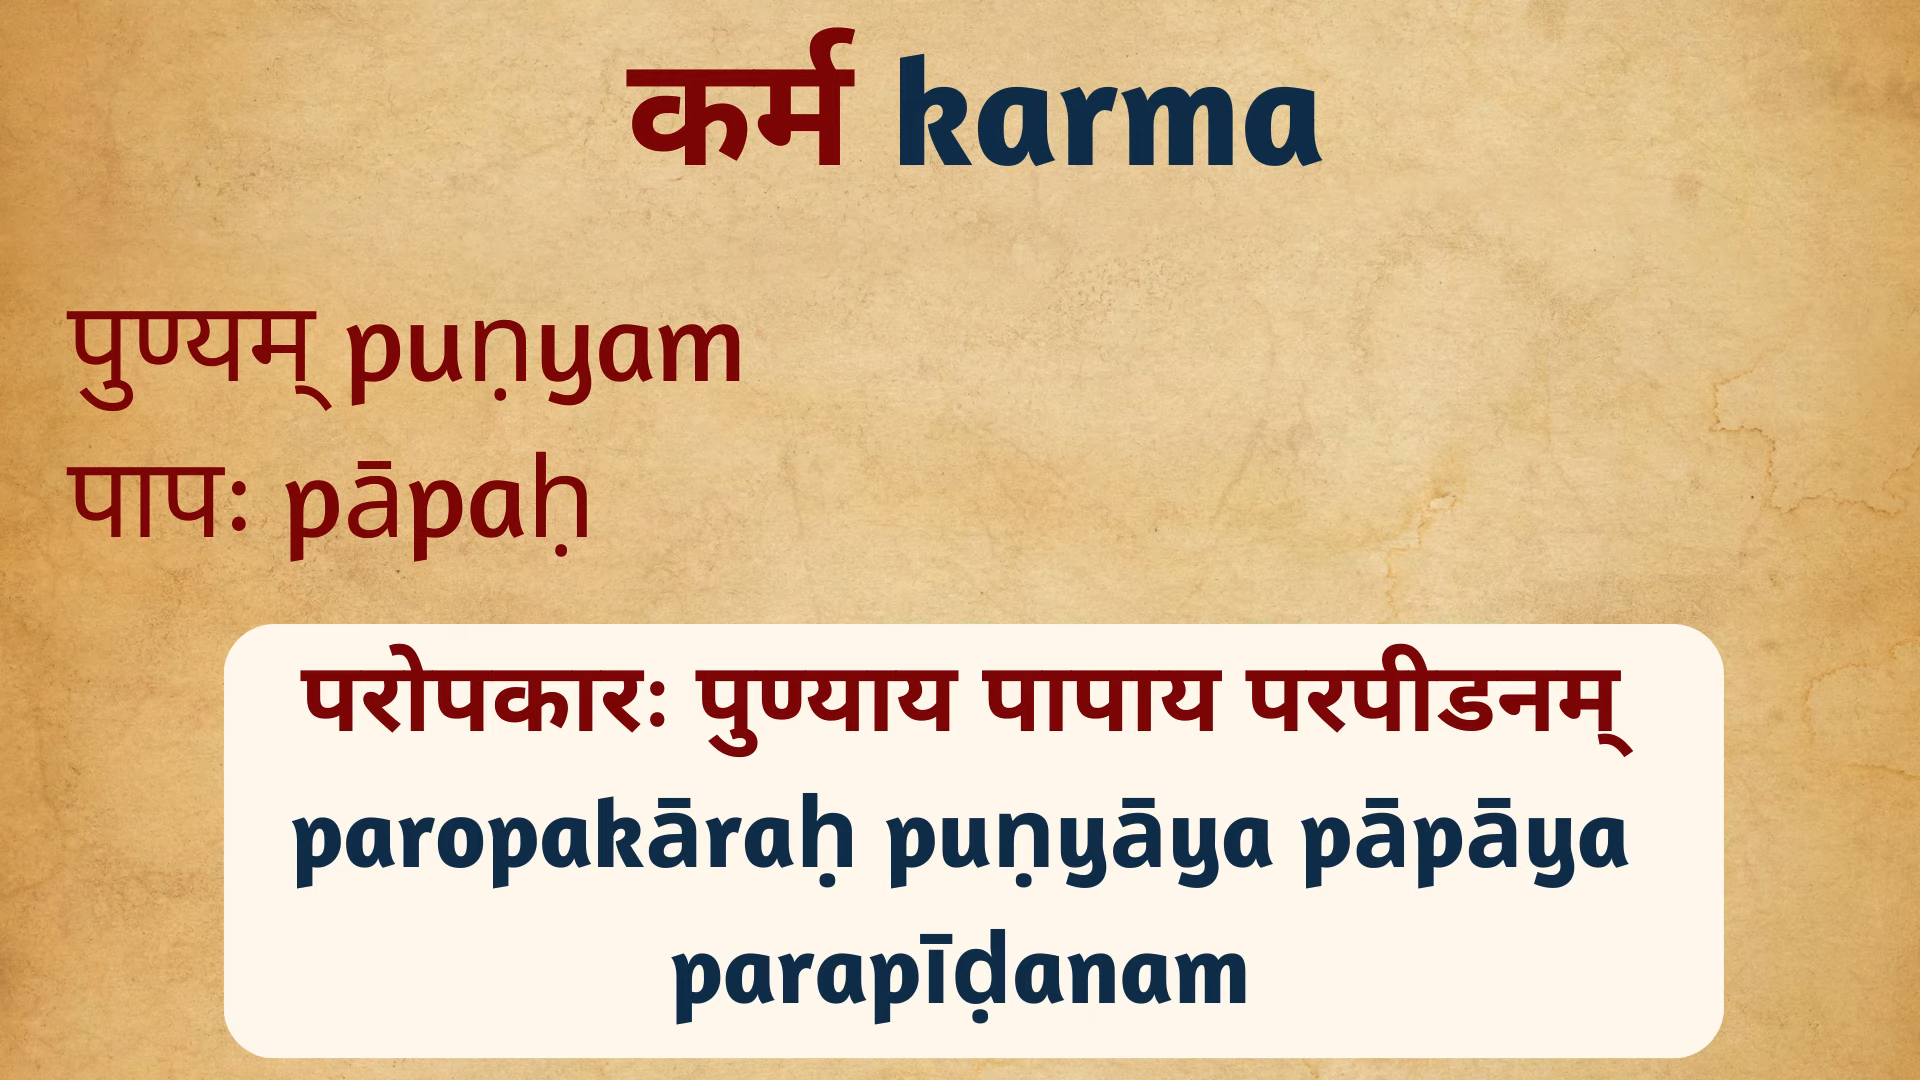 कर्म karma
पुण्यम् puṇyam
पापः pāpaḥ
परोपकारः पुण्याय पापाय परपीडनम्
paropakāraḥ puṇyāya pāpāya
parapīḍanam